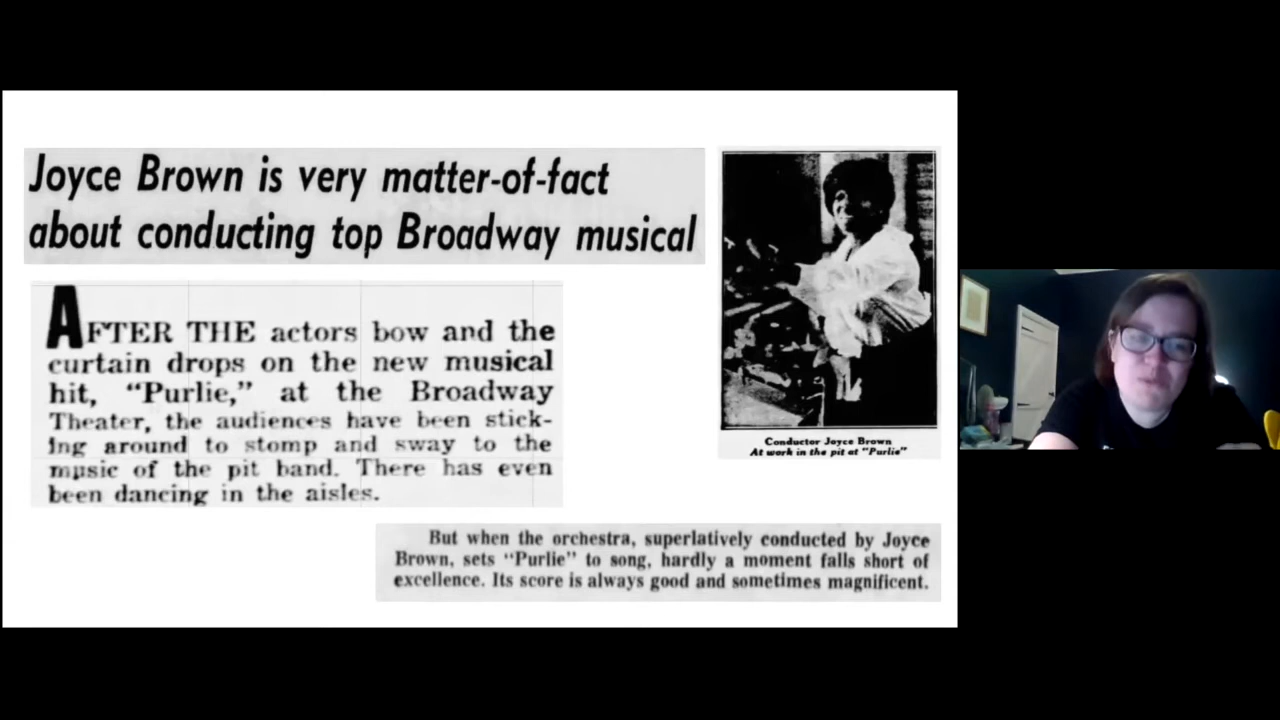 Joyce Brown is very matter-of-fact
about conducting top Broadway musical
AFTER THE actors bow and the
curtain drops on the new musical
hit, “Purlie,” at the Broadway
Theater, the audiences have been stick-
ing around to stomp and sway to the
music of the pit band. There has even
been dancing in the aisles.
Conductor Joyce Brown
At work in the pit at “Purlie”
But when the orchestra, superlatively conducted by Joyce
Brown, sets “Purlie” to song, hardly a moment falls short of
excellence. Its score is always good and sometimes magnificent.